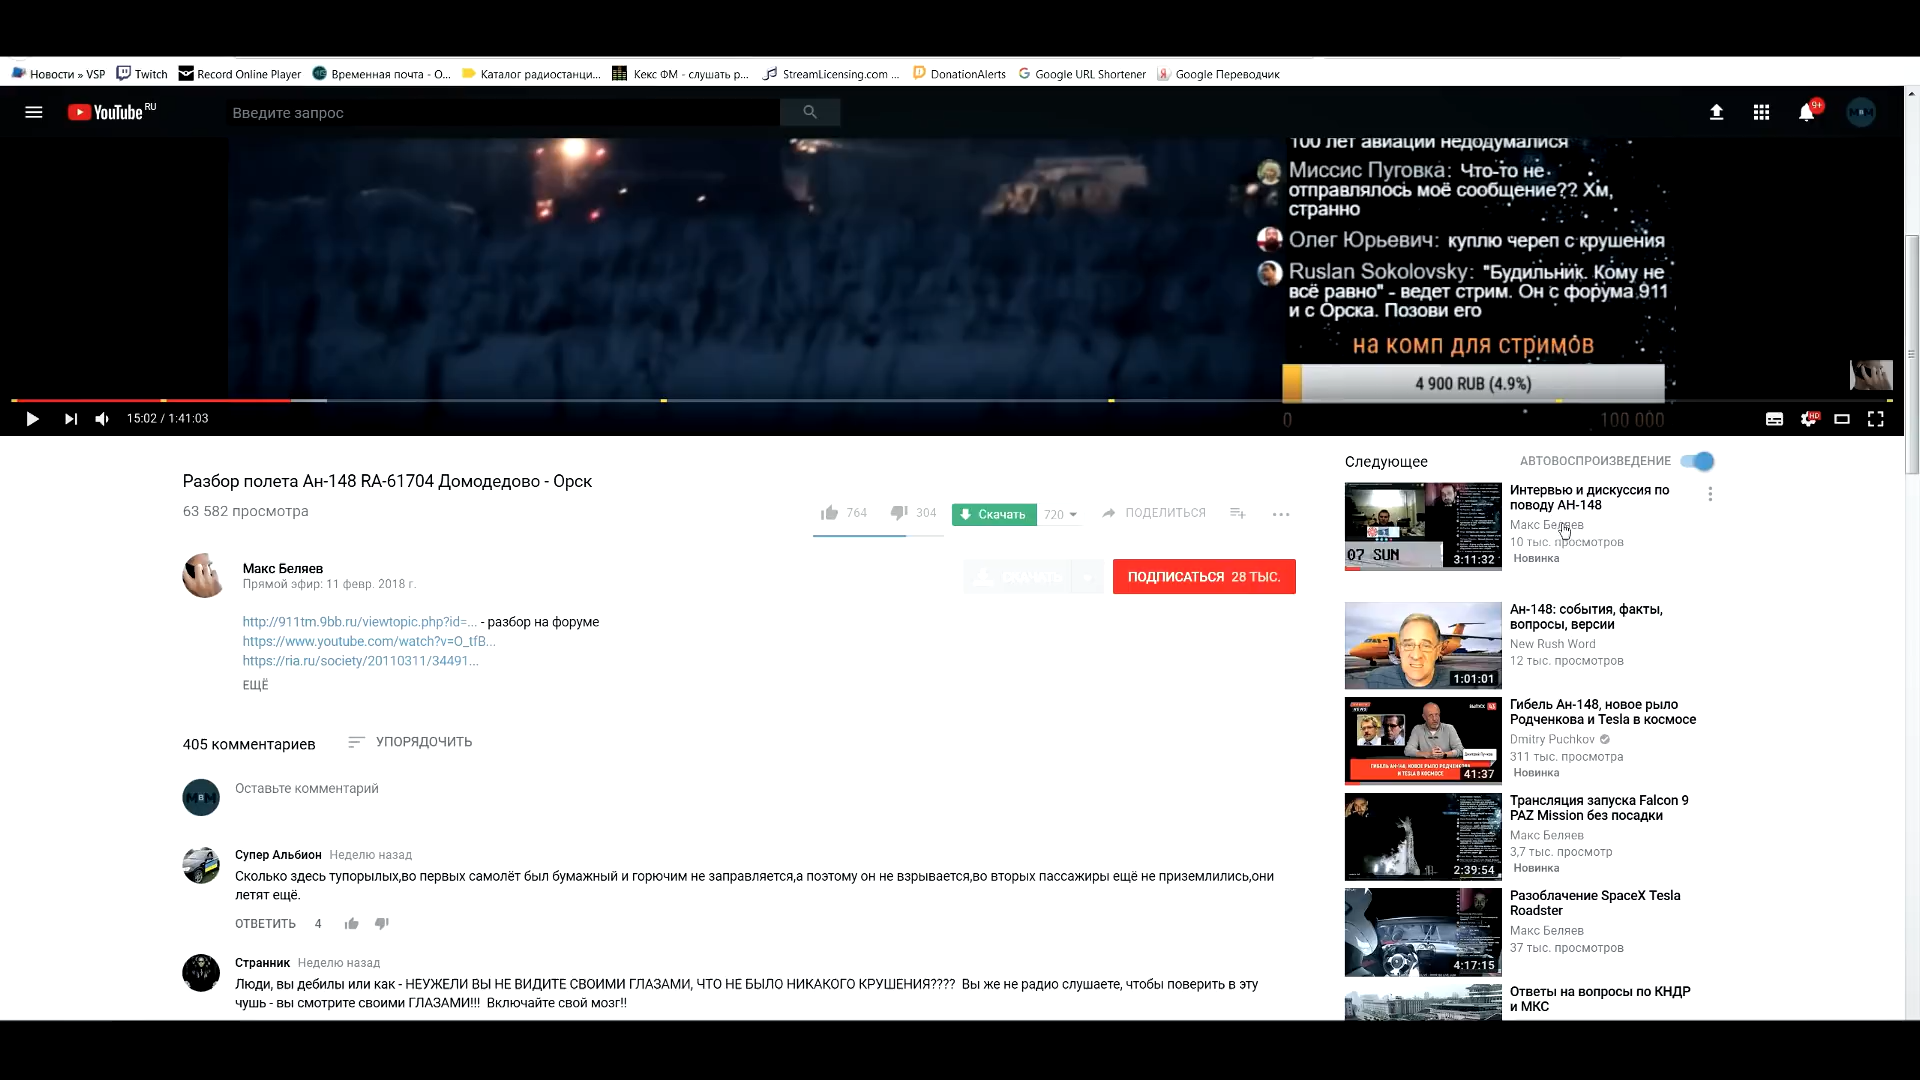 Новости » VSP Twitch Record Online Player Временная почта - О... Каталог радиостанци... Кекс ФМ - слушать р... StreamLicensing.com ... DonationAlerts Google URL Shortener Google Переводчик
YouTube RU Введите запрос 9+
100 лет авиации недодумалися
Миссис Пуговка: Что-то не
отправлялось моё сообщение?? Хм,
странно
Олег Юрьевич: куплю череп с крушения
Ruslan Sokolovsky: "Будильник. Кому не
всё равно" - ведет стрим. Он с форума 911
и с Орска. Позови его
на комп для стримов
4 900 RUB (4.9%)
0 100 000
15:02 / 1:41:03 HD
Разбор полета Ан-148 RA-61704 Домодедово - Орск
63 582 просмотра
764 304 Скачать 720 ПОДЕЛИТЬСЯ
Макс Беляев
Прямой эфир: 11 февр. 2018 г.
СКАЧАТЬ ПОДПИСАТЬСЯ 28 ТЫС.
http://911tm.9bb.ru/viewtopic.php?id=... - разбор на форуме
https://www.youtube.com/watch?v=O_tfB...
https://ria.ru/society/20110311/34491...
ЕЩЁ
405 комментариев УПОРЯДОЧИТЬ
Оставьте комментарий
Супер Альбион Неделю назад
Сколько здесь тупорылых,во первых самолёт был бумажный и горючим не заправляется,а поэтому он не взрывается,во вторых пассажиры ещё не приземлились,они
летят ещё.
ОТВЕТИТЬ 4
Странник Неделю назад
Люди, вы дебилы или как - НЕУЖЕЛИ ВЫ НЕ ВИДИТЕ СВОИМИ ГЛАЗАМИ, ЧТО НЕ БЫЛО НИКАКОГО КРУШЕНИЯ???? Вы же не радио слушаете, чтобы поверить в эту
чушь - вы смотрите своими ГЛАЗАМИ!!! Включайте свой мозг!!
Следующее АВТОВОСПРОИЗВЕДЕНИЕ
07 SUN
3:11:32
Интервью и дискуссия по
поводу АН-148
Макс Беляев
10 тыс. просмотров
Новинка
1:01:01
Ан-148: события, факты,
вопросы, версии
New Rush Word
12 тыс. просмотров
ГИБЕЛЬ АН-148, НОВОЕ РЫЛО РОДЧЕНКОВА
И TESLA В КОСМОСЕ
41:37
Гибель Ан-148, новое рыло
Родченкова и Tesla в космосе
Dmitry Puchkov
311 тыс. просмотра
Новинка
2:39:54
Трансляция запуска Falcon 9
PAZ Mission без посадки
Макс Беляев
3,7 тыс. просмотр
Новинка
4:17:15
Разоблачение SpaceX Tesla
Roadster
Макс Беляев
37 тыс. просмотров
Ответы на вопросы по КНДР
и МКС